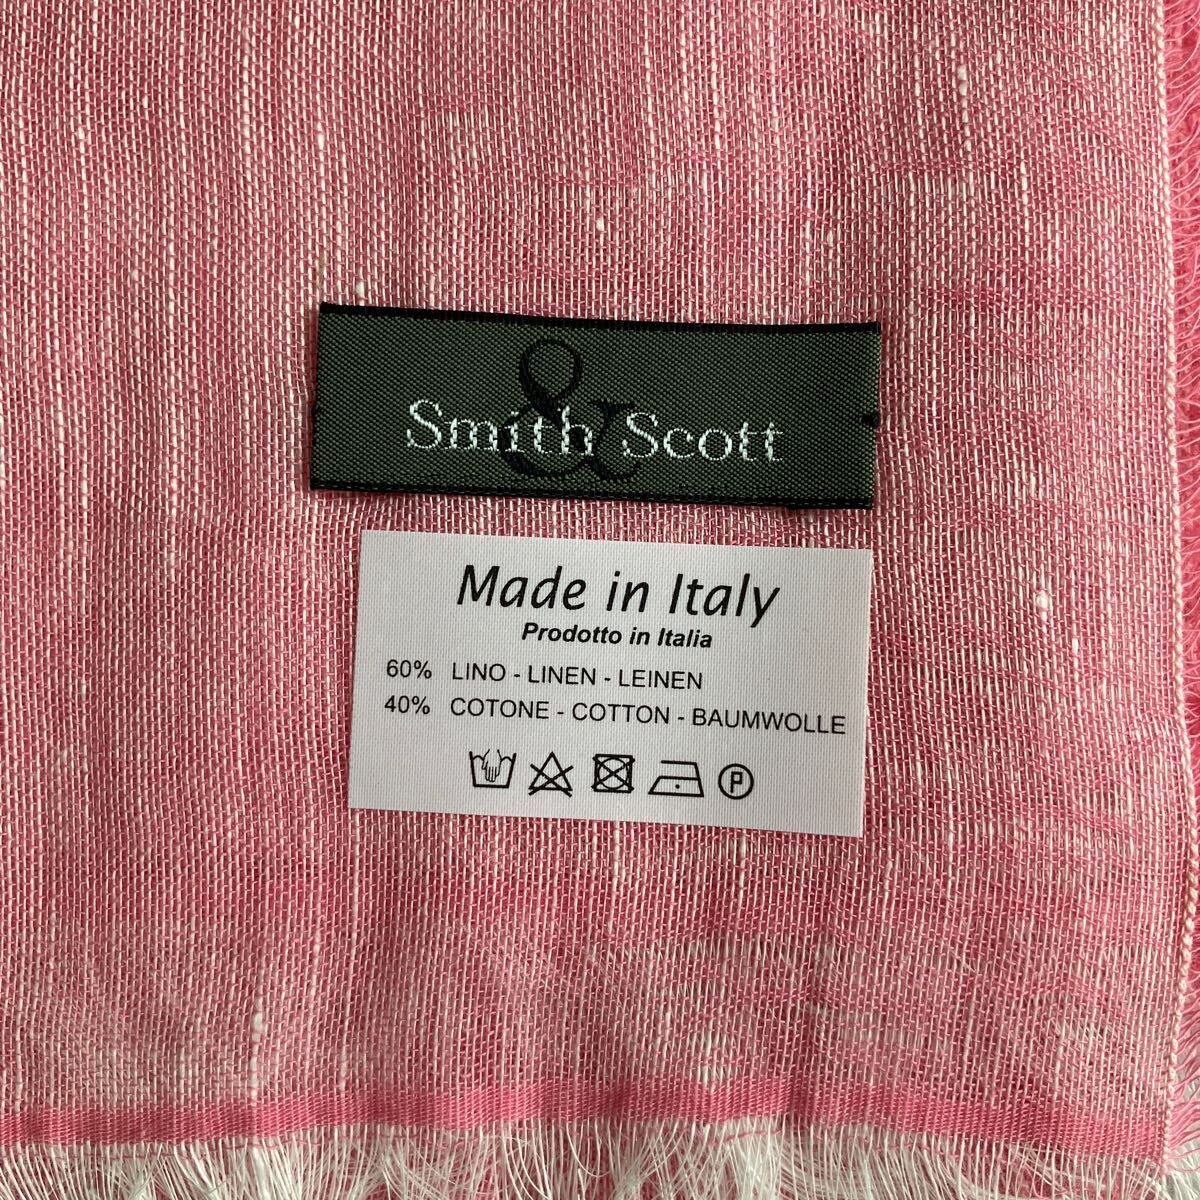 &
Smith Scott
Made in Italy
Prodotto in Italia
60% LINO - LINEN - LEINEN
40% COTONE - COTTON - BAUMWOLLE
P